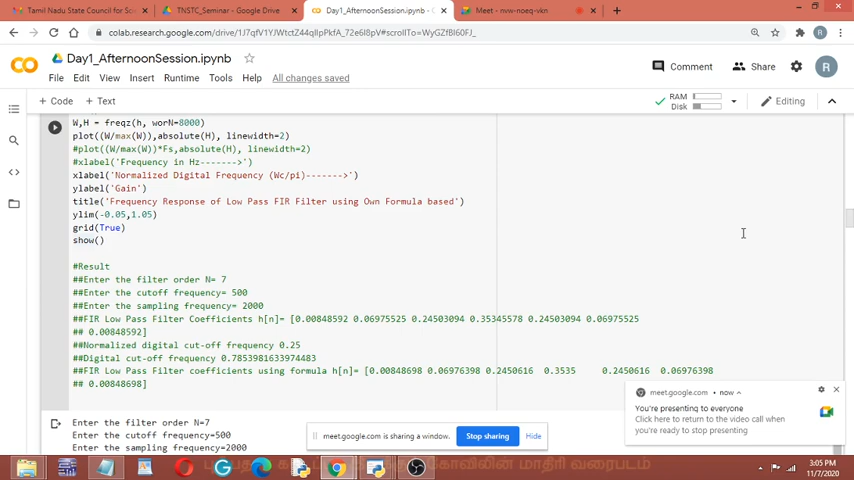 Tamil Nadu State Council for Scie
TNSTC_Seminar - Google Drive
Day1_AfternoonSession.ipynb - C
Meet - nvw-noeq-vkn
Day1_AfternoonSession.ipynb
File Edit View Insert Runtime Tools Help All changes saved
Comment Share R
+ Code + Text
RAM
Disk
Editing
W,H = freqz(h, worN=8000)
plot((W/max(W)),absolute(H), linewidth=2)
#plot((W/max(W))*Fs,absolute(H), linewidth=2)
#xlabel('Frequency in Hz------->')
xlabel('Normalized Digital Frequency (Wc/pi)------->')
ylabel('Gain')
title('Frequency Response of Low Pass FIR Filter using Own Formula based')
ylim(-0.05,1.05)
grid(True)
show()
#Result
##Enter the filter order N= 7
##Enter the cutoff frequency= 500
##Enter the sampling frequency= 2000
##FIR Low Pass Filter Coefficients h[n]= [0.00848592 0.06975525 0.24503094 0.35345578 0.24503094 0.06975525
## 0.00848592]
##Normalized digital cut-off frequency 0.25
##Digital cut-off frequency 0.7853981633974483
##FIR Low Pass Filter coefficients using formula h[n]= [0.00848698 0.06976398 0.2450616 0.3535 0.2450616 0.06976398
## 0.00848698]
meet.google.com • now
You're presenting to everyone
Click here to return to the video call when
you're ready to stop presenting
Enter the filter order N=7
Enter the cutoff frequency=500
Enter the sampling frequency=2000
meet.google.com is sharing a window. Stop sharing Hide
மாதிரி வரைபடம்
3:05 PM
11/7/2020